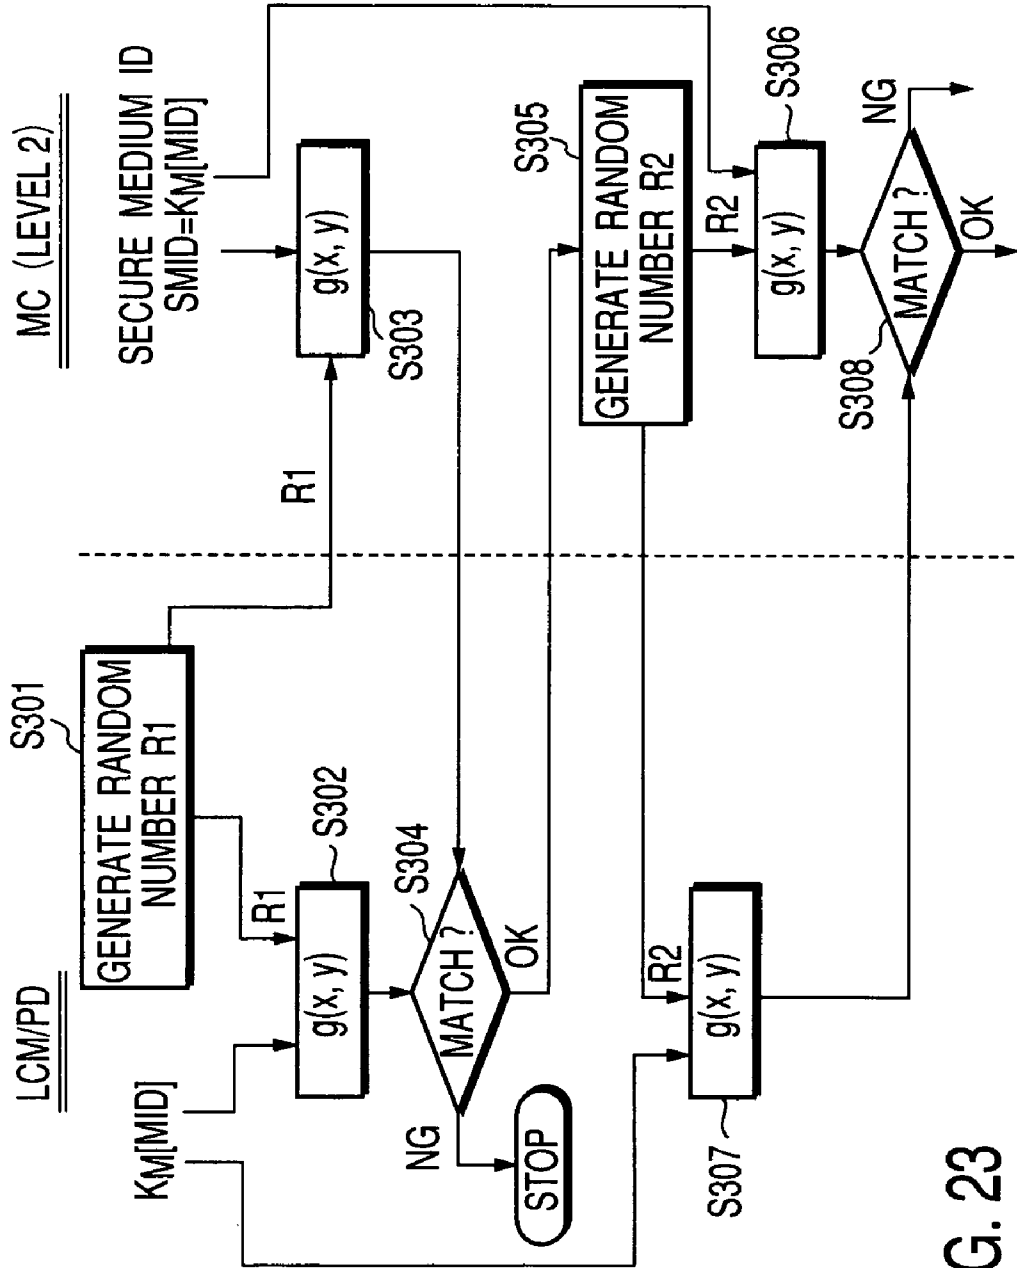 LCM/PD
MC (LEVEL 2)
KM[MID]
SECURE MEDIUM ID
SMID=KM[MID]
S301
GENERATE RANDOM
NUMBER R1
R1
R1
g(x, y)
S302
g(x, y)
S303
MATCH ?
S304
NG
OK
STOP
GENERATE RANDOM
NUMBER R2
S305
R2
R2
g(x, y)
S306
g(x, y)
S307
MATCH ?
S308
NG
OK
G. 23